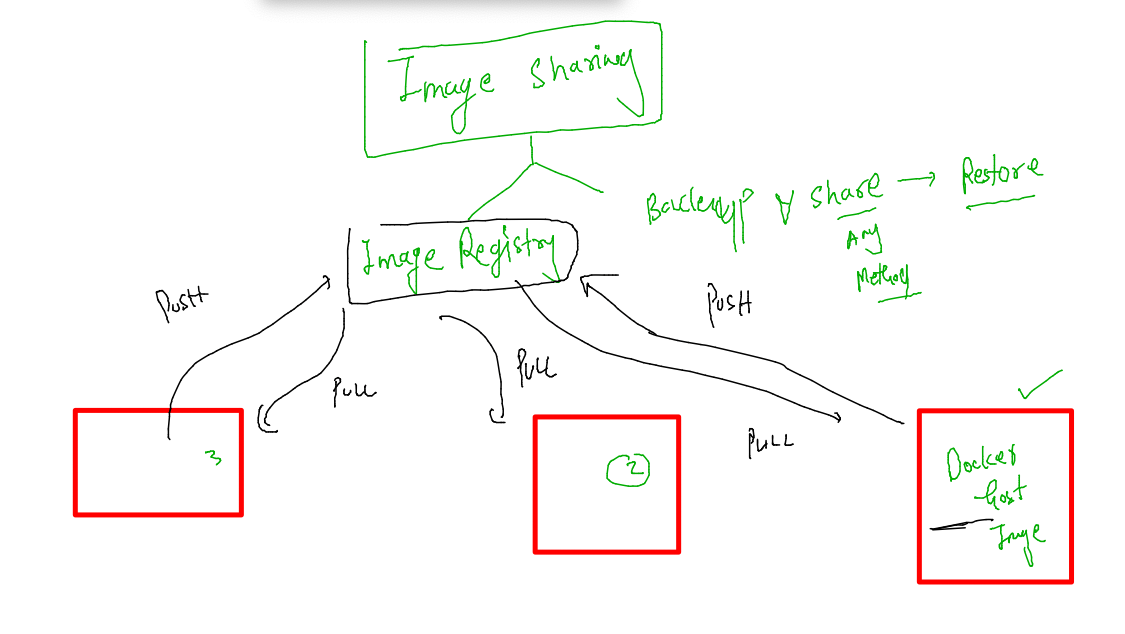 Image Sharing
Backup & Share → Restore
Any
Method
Image Registry
PUSH
PUSH
PULL
PULL
PULL
3
2
Docker
host
Image